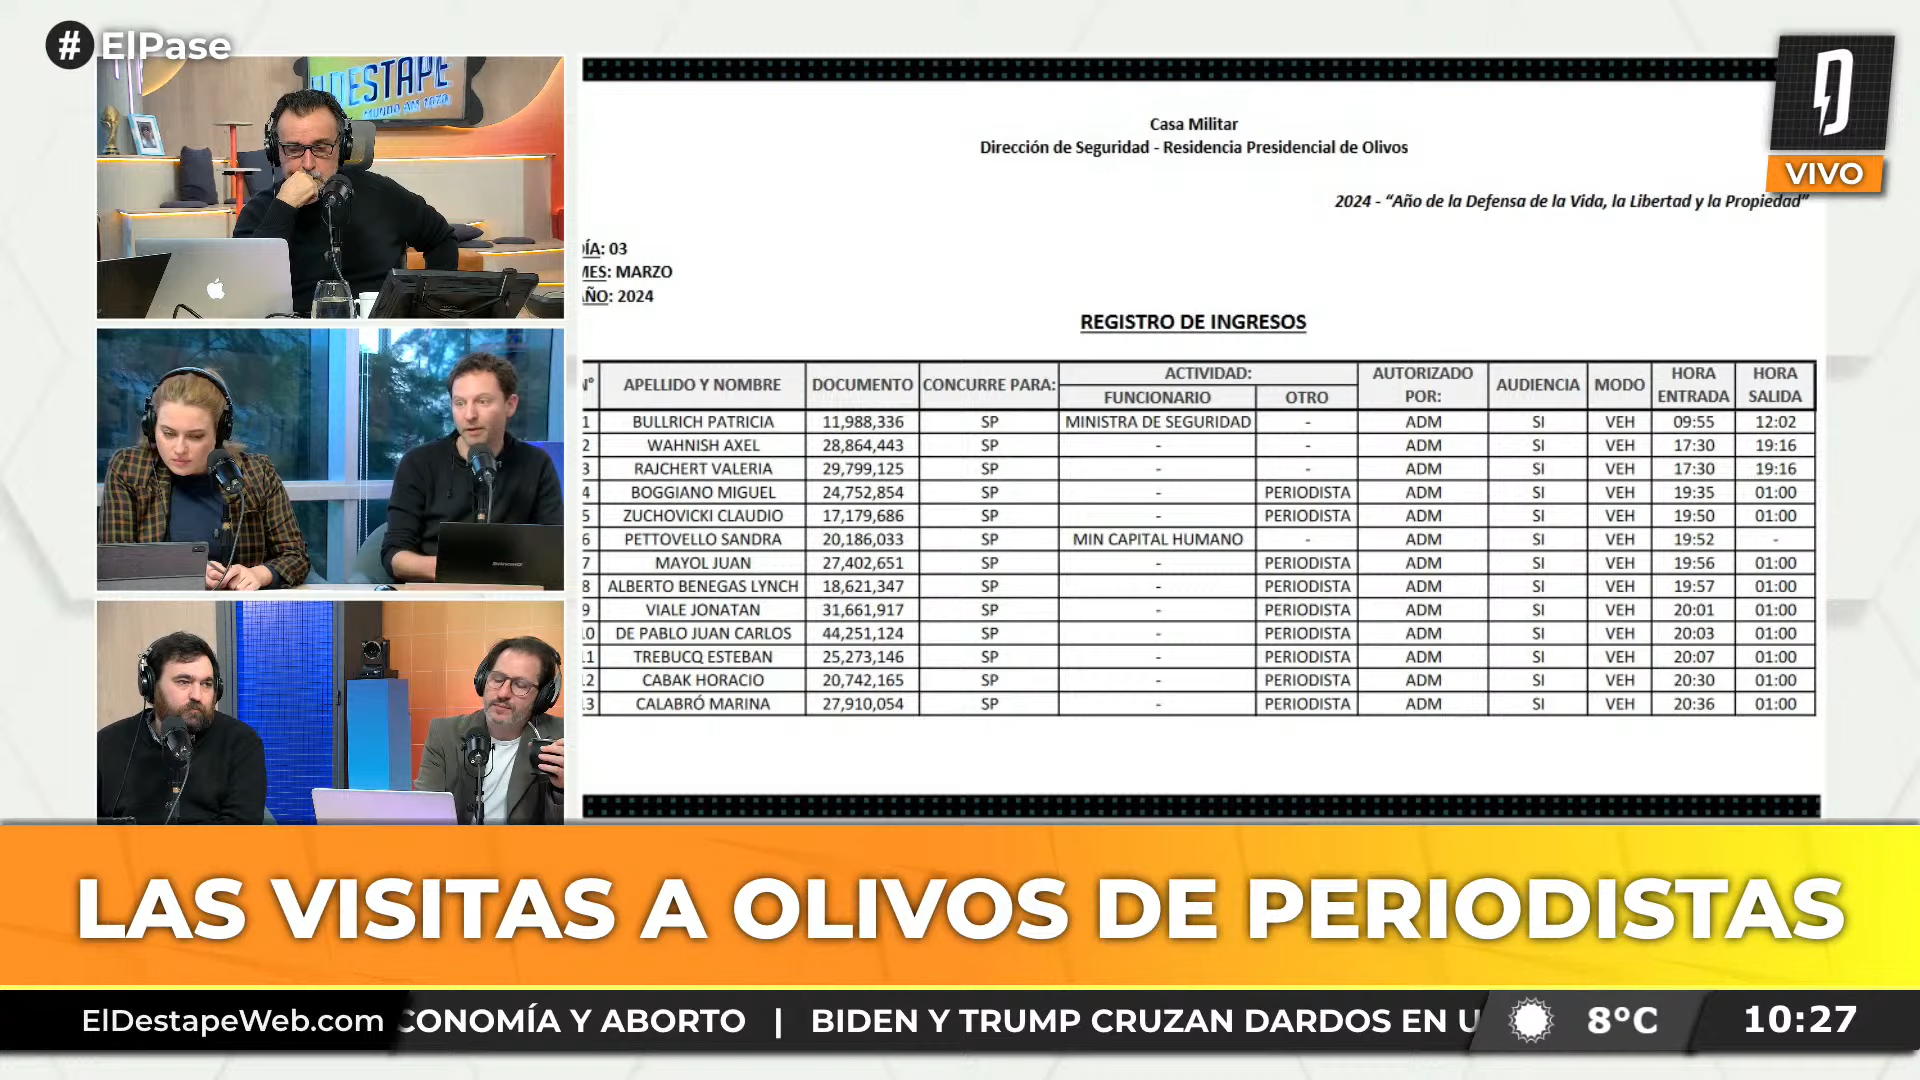 # ElPase
EL DESTAPE
MUNDO AM 1070
VIVO
Casa Militar
Dirección de Seguridad - Residencia Presidencial de Olivos
2024 - “Año de la Defensa de la Vida, la Libertad y la Propiedad”
ÍA: 03
MES: MARZO
ÑO: 2024
REGISTRO DE INGRESOS
N° APELLIDO Y NOMBRE DOCUMENTO CONCURRE PARA: ACTIVIDAD: FUNCIONARIO OTRO AUTORIZADO POR: AUDIENCIA MODO HORA ENTRADA HORA SALIDA
1 BULLRICH PATRICIA 11,988,336 SP MINISTRA DE SEGURIDAD - ADM SI VEH 09:55 12:02
2 WAHNISH AXEL 28,864,443 SP - - ADM SI VEH 17:30 19:16
3 RAJCHERT VALERIA 29,799,125 SP - - ADM SI VEH 17:30 19:16
4 BOGGIANO MIGUEL 24,752,854 SP - PERIODISTA ADM SI VEH 19:35 01:00
5 ZUCHOVICKI CLAUDIO 17,179,686 SP - PERIODISTA ADM SI VEH 19:50 01:00
6 PETTOVELLO SANDRA 20,186,033 SP MIN CAPITAL HUMANO - ADM SI VEH 19:52 -
7 MAYOL JUAN 27,402,651 SP - PERIODISTA ADM SI VEH 19:56 01:00
8 ALBERTO BENEGAS LYNCH 18,621,347 SP - PERIODISTA ADM SI VEH 19:57 01:00
9 VIALE JONATAN 31,661,917 SP - PERIODISTA ADM SI VEH 20:01 01:00
10 DE PABLO JUAN CARLOS 44,251,124 SP - PERIODISTA ADM SI VEH 20:03 01:00
11 TREBUCQ ESTEBAN 25,273,146 SP - PERIODISTA ADM SI VEH 20:07 01:00
12 CABAK HORACIO 20,742,165 SP - PERIODISTA ADM SI VEH 20:30 01:00
13 CALABRÓ MARINA 27,910,054 SP - PERIODISTA ADM SI VEH 20:36 01:00
LAS VISITAS A OLIVOS DE PERIODISTAS
ElDestapeWeb.com CONOMÍA Y ABORTO | BIDEN Y TRUMP CRUZAN DARDOS EN U 8°C 10:27